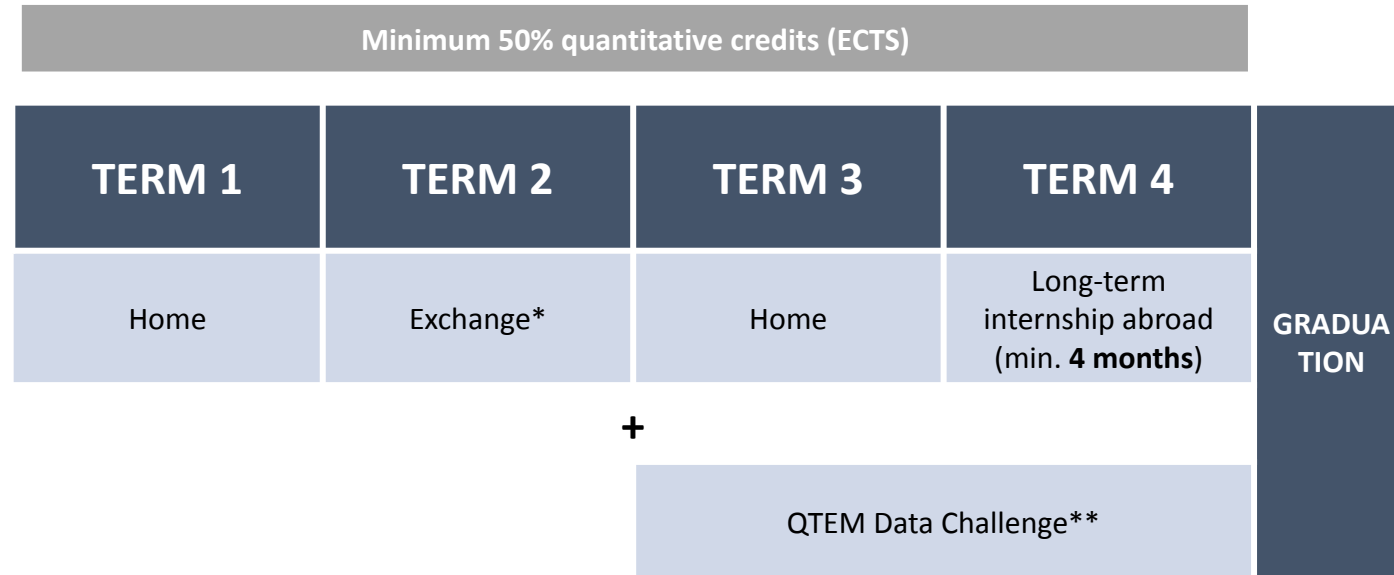 Minimum 50% quantitative credits (ECTS)
TERM 1
TERM 2
TERM 3
TERM 4
Home
Exchange*
Home
Long-term
internship abroad
(min. 4 months)
GRADUA
TION
+
QTEM Data Challenge**